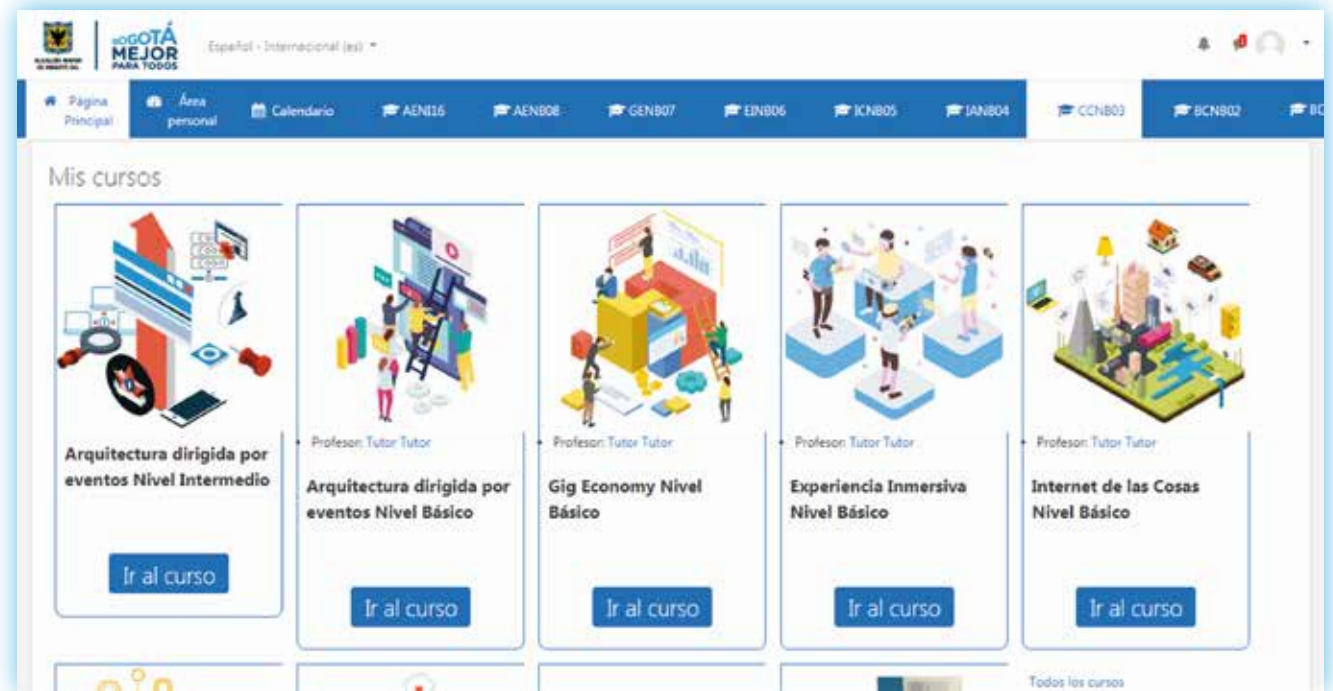 BOGOTÁ
MEJOR
PARA TODOS
Español - Internacional (es)
Página
Principal
Área
personal
Calendario
AENI16
AENB08
GENB07
EINB06
ICNB05
IANB04
CCNB03
BCNB02
Mis cursos
Arquitectura dirigida por
eventos Nivel Intermedio
Ir al curso
Profesor: Tutor Tutor
Arquitectura dirigida por
eventos Nivel Básico
Ir al curso
Profesor: Tutor Tutor
Gig Economy Nivel
Básico
Ir al curso
Profesor: Tutor Tutor
Experiencia Inmersiva
Nivel Básico
Ir al curso
Profesor: Tutor Tutor
Internet de las Cosas
Nivel Básico
Ir al curso
Todos los cursos